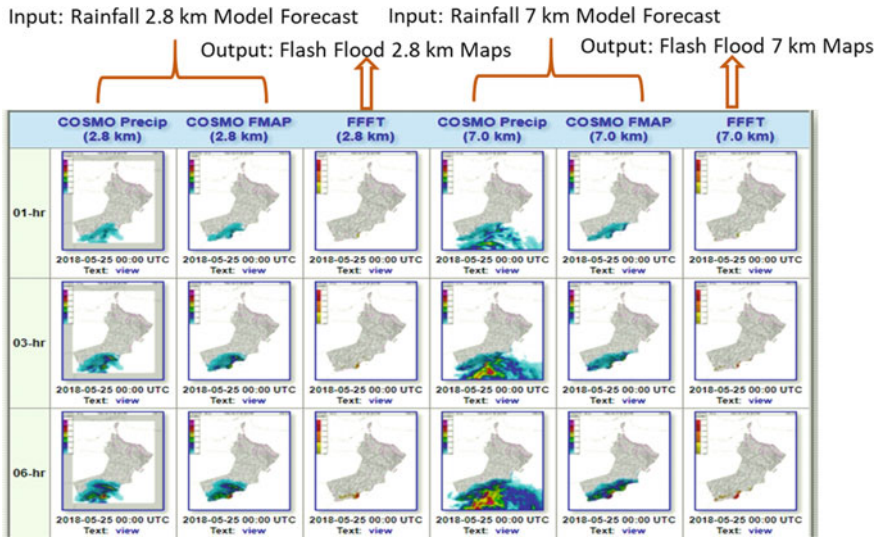 Input: Rainfall 2.8 km Model Forecast Input: Rainfall 7 km Model Forecast
Output: Flash Flood 2.8 km Maps Output: Flash Flood 7 km Maps
COSMO Precip COSMO FMAP FFFT COSMO Precip COSMO FMAP FFFT
(2.8 km) (2.8 km) (2.8 km) (7.0 km) (7.0 km) (7.0 km)
01-hr
2018-05-25 00:00 UTC 2018-05-25 00:00 UTC 2018-05-25 00:00 UTC 2018-05-25 00:00 UTC 2018-05-25 00:00 UTC 2018-05-25 00:00 UTC
Text: view Text: view Text: view Text: view Text: view Text: view
03-hr
2018-05-25 00:00 UTC 2018-05-25 00:00 UTC 2018-05-25 00:00 UTC 2018-05-25 00:00 UTC 2018-05-25 00:00 UTC 2018-05-25 00:00 UTC
Text: view Text: view Text: view Text: view Text: view Text: view
06-hr
2018-05-25 00:00 UTC 2018-05-25 00:00 UTC 2018-05-25 00:00 UTC 2018-05-25 00:00 UTC 2018-05-25 00:00 UTC 2018-05-25 00:00 UTC
Text: view Text: view Text: view Text: view Text: view Text: view